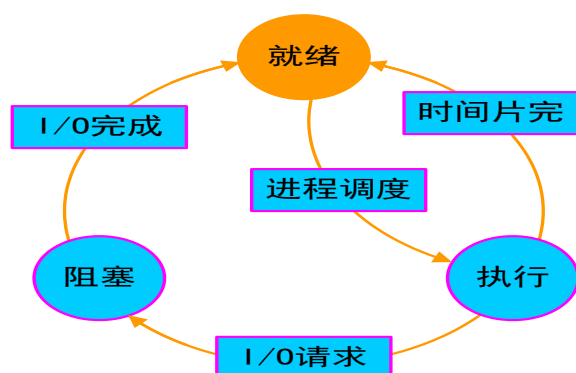 就绪
I/O完成
时间片完
进程调度
阻塞
执行
I/O请求